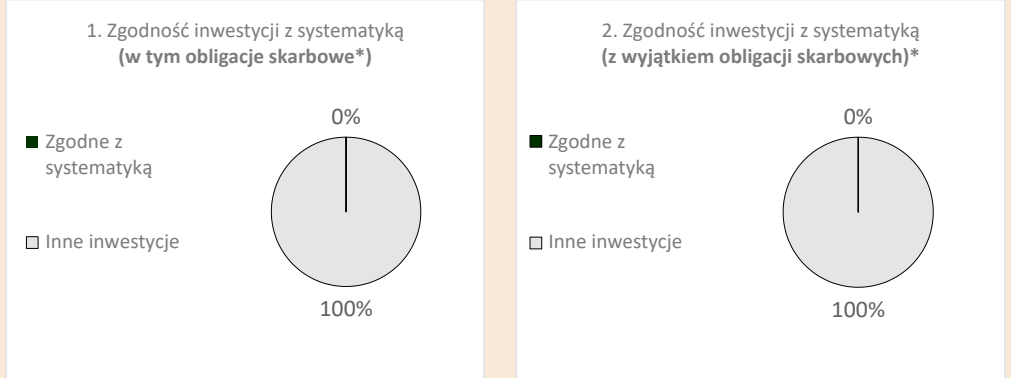 1. Zgodność inwestycji z systematyką
(w tym obligacje skarbowe*)
0%
Zgodne z
systematyką
Inne inwestycje
100%
2. Zgodność inwestycji z systematyką
(z wyjątkiem obligacji skarbowych)*
0%
Zgodne z
systematyką
Inne inwestycje
100%